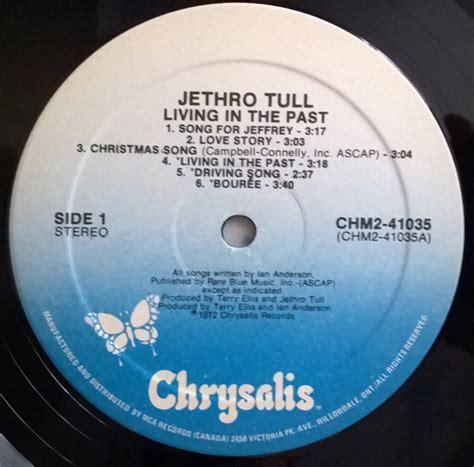 JETHRO TULL
LIVING IN THE PAST
1. SONG FOR JEFFREY - 3:17
2. LOVE STORY - 3:03
3. CHRISTMAS SONG (Campbell-Connelly, Inc. ASCAP) - 3:04
4. *LIVING IN THE PAST - 3:18
5. *DRIVING SONG - 2:37
6. *BOURÉE - 3:40
SIDE 1
STEREO
CHM2-41035
(CHM2-41035A)
All songs written by Ian Anderson.
Published by Rare Blue Music. Inc.-(ASCAP)
except as indicated.
Produced by Terry Ellis and Jethro Tull
*Produced by Terry Ellis and Ian Anderson.
℗ 1972 Chrysalis Records
Chrysalis™
MANUFACTURED AND DISTRIBUTED BY MCA RECORDS (CANADA) 2450 VICTORIA PK. AVE., WILLOWDALE, ONT./ALL RIGHTS RESERVED.